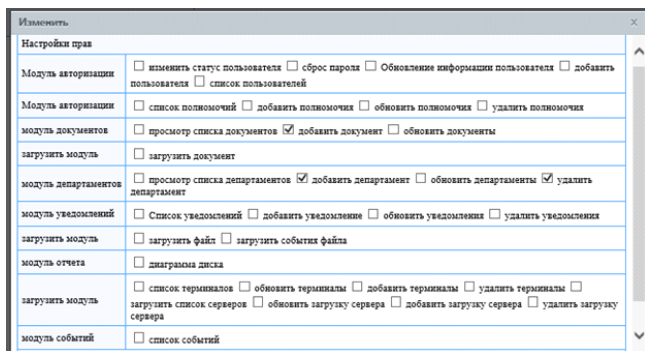 Изменить
Настройки прав
Модуль авторизации
изменить статус пользователя сброс пароля Обновление информации пользователя добавить
пользователя список пользователей
Модуль авторизации
список полномочий добавить полномочия обновить полномочия удалить полномочия
модуль документов
просмотр списка документов добавить документ обновить документы
загрузить модуль
загрузить документ
модуль департаментов
просмотр списка департаментов добавить департамент обновить департаменты удалить
департамент
модуль уведомлений
Список уведомлений добавить уведомление обновить уведомления удалить уведомления
загрузить модуль
загрузить файл загрузить события файла
модуль отчета
диаграмма диска
загрузить модуль
список терминалов обновить терминалы добавить терминалы удалить терминалы
загрузить список серверов обновить загрузку сервера добавить загрузку сервера удалить загрузку
сервера
модуль событий
список событий